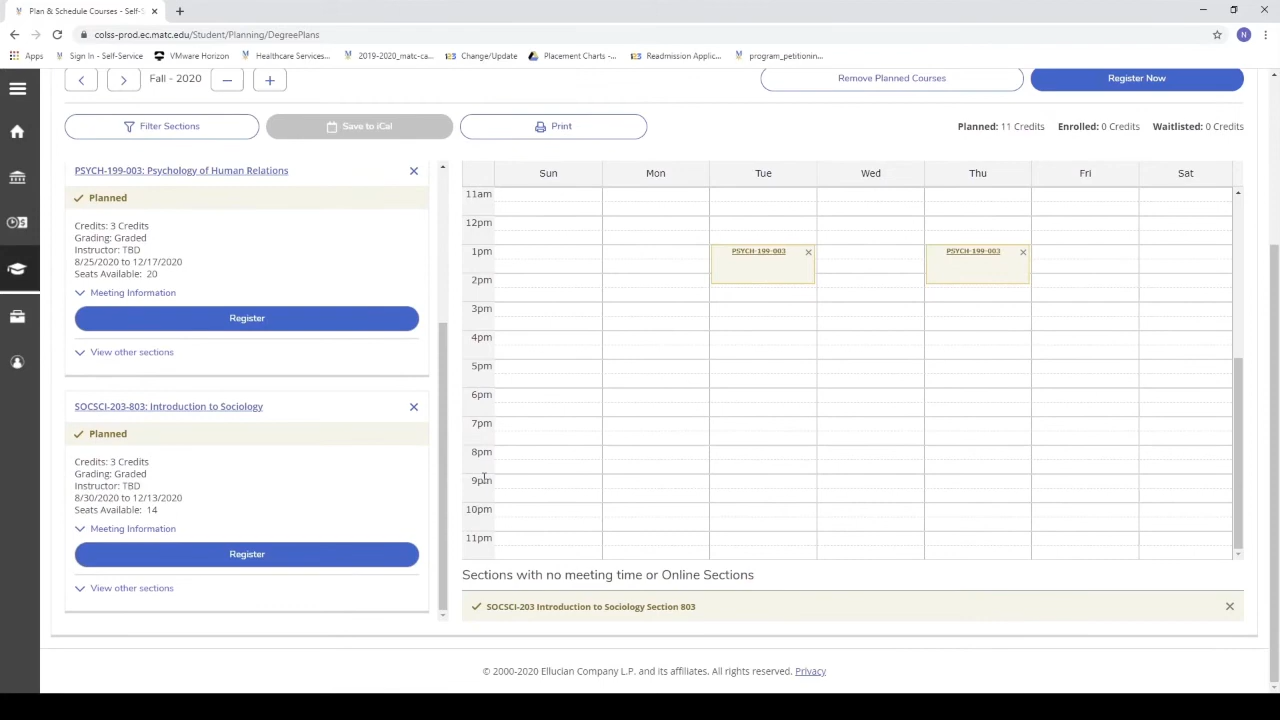 Plan & Schedule Courses - Self-S
colss-prod.ec.matc.edu/Student/Planning/DegreePlans
N
Apps
Sign In - Self-Service
VMware Horizon
Healthcare Services...
2019-2020_matc-ca...
123 Change/Update
Placement Charts -...
123 Readmission Applic...
program_petitionin...
Fall - 2020
Remove Planned Courses
Register Now
Filter Sections
Save to iCal
Print
Planned: 11 Credits Enrolled: 0 Credits Waitlisted: 0 Credits
PSYCH-199-003: Psychology of Human Relations
Planned
Credits: 3 Credits
Grading: Graded
Instructor: TBD
8/25/2020 to 12/17/2020
Seats Available: 20
Meeting Information
Register
View other sections
SOCSCI-203-803: Introduction to Sociology
Planned
Credits: 3 Credits
Grading: Graded
Instructor: TBD
8/30/2020 to 12/13/2020
Seats Available: 14
Meeting Information
Register
View other sections
Sun Mon Tue Wed Thu Fri Sat
11am
12pm
1pm PSYCH-199-003 PSYCH-199-003
2pm
3pm
4pm
5pm
6pm
7pm
8pm
9pm
10pm
11pm
Sections with no meeting time or Online Sections
SOCSCI-203 Introduction to Sociology Section 803
© 2000-2020 Ellucian Company L.P. and its affiliates. All rights reserved. Privacy